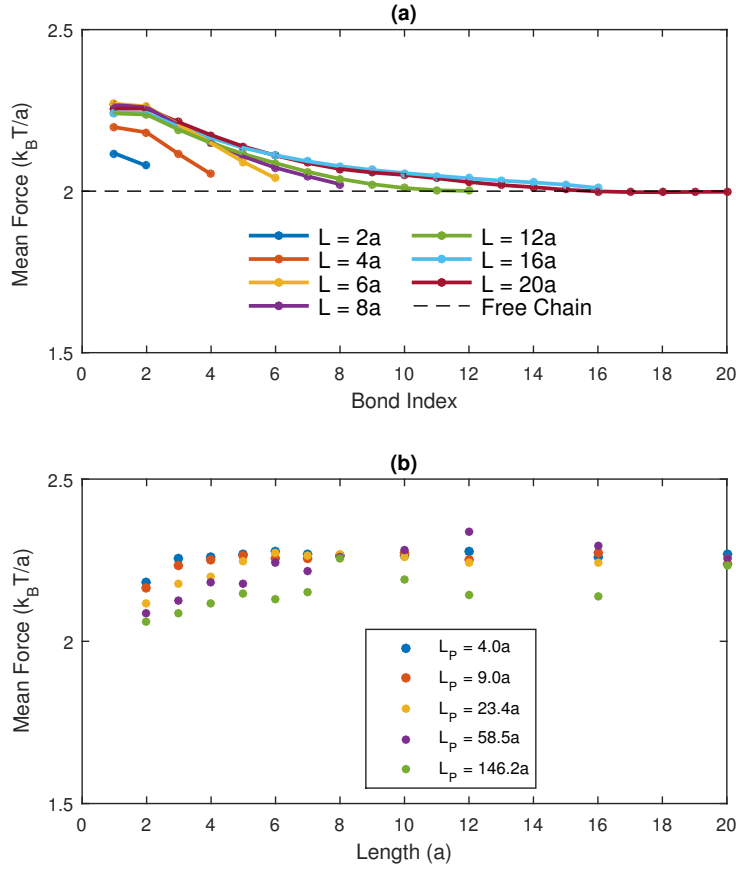 (a)
2.5
2
1.5
Mean Force (k_BT/a)
L = 2a
L = 4a
L = 6a
L = 8a
L = 12a
L = 16a
L = 20a
Free Chain
0 2 4 6 8 10 12 14 16 18 20
Bond Index
(b)
2.5
2
1.5
Mean Force (k_BT/a)
L_P = 4.0a
L_P = 9.0a
L_P = 23.4a
L_P = 58.5a
L_P = 146.2a
0 2 4 6 8 10 12 14 16 18 20
Length (a)